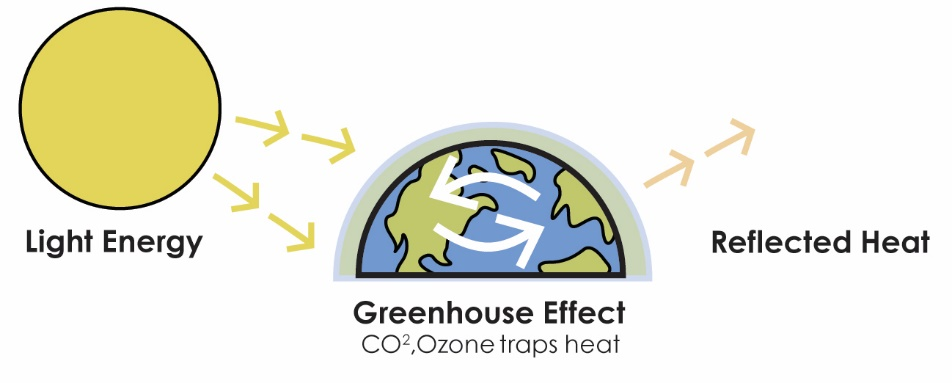 Light Energy
Reflected Heat
Greenhouse Effect
CO²,Ozone traps heat